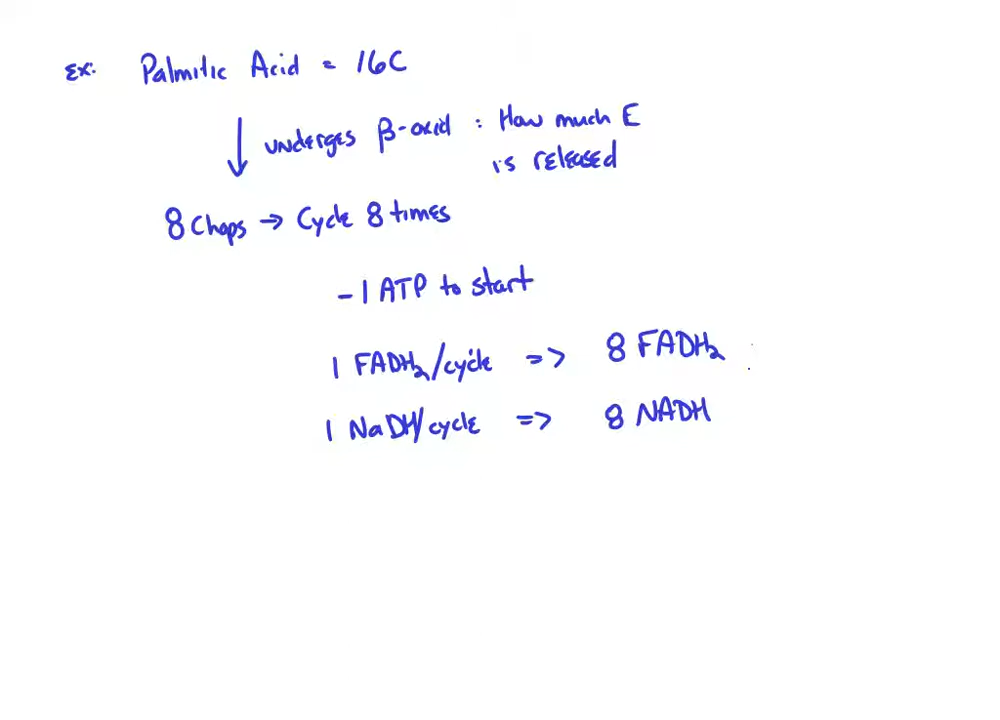 Ex: Palmitic Acid = 16C
↓ underges β-oxid : How much E
is released
8 Chops → Cycle 8 times
-1 ATP to start
1 FADH₂/cycle => 8 FADH₂
1 NaDH/cycle => 8 NADH